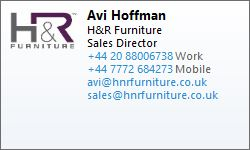 H&R
FURNITURE
Avi Hoffman
H&R Furniture
Sales Director
+44 20 88006738 Work
+44 7772 684273 Mobile
avi@hnrfurniture.co.uk
sales@hnrfurniture.co.uk